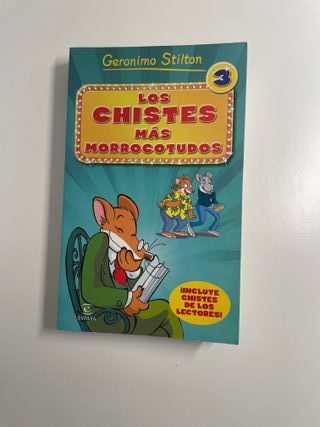 Geronimo Stilton
3
LOS
CHISTES
MÁS
MORROCOTUDOS
¡INCLUYE
CHISTES
DE LOS
LECTORES!
ESPASA